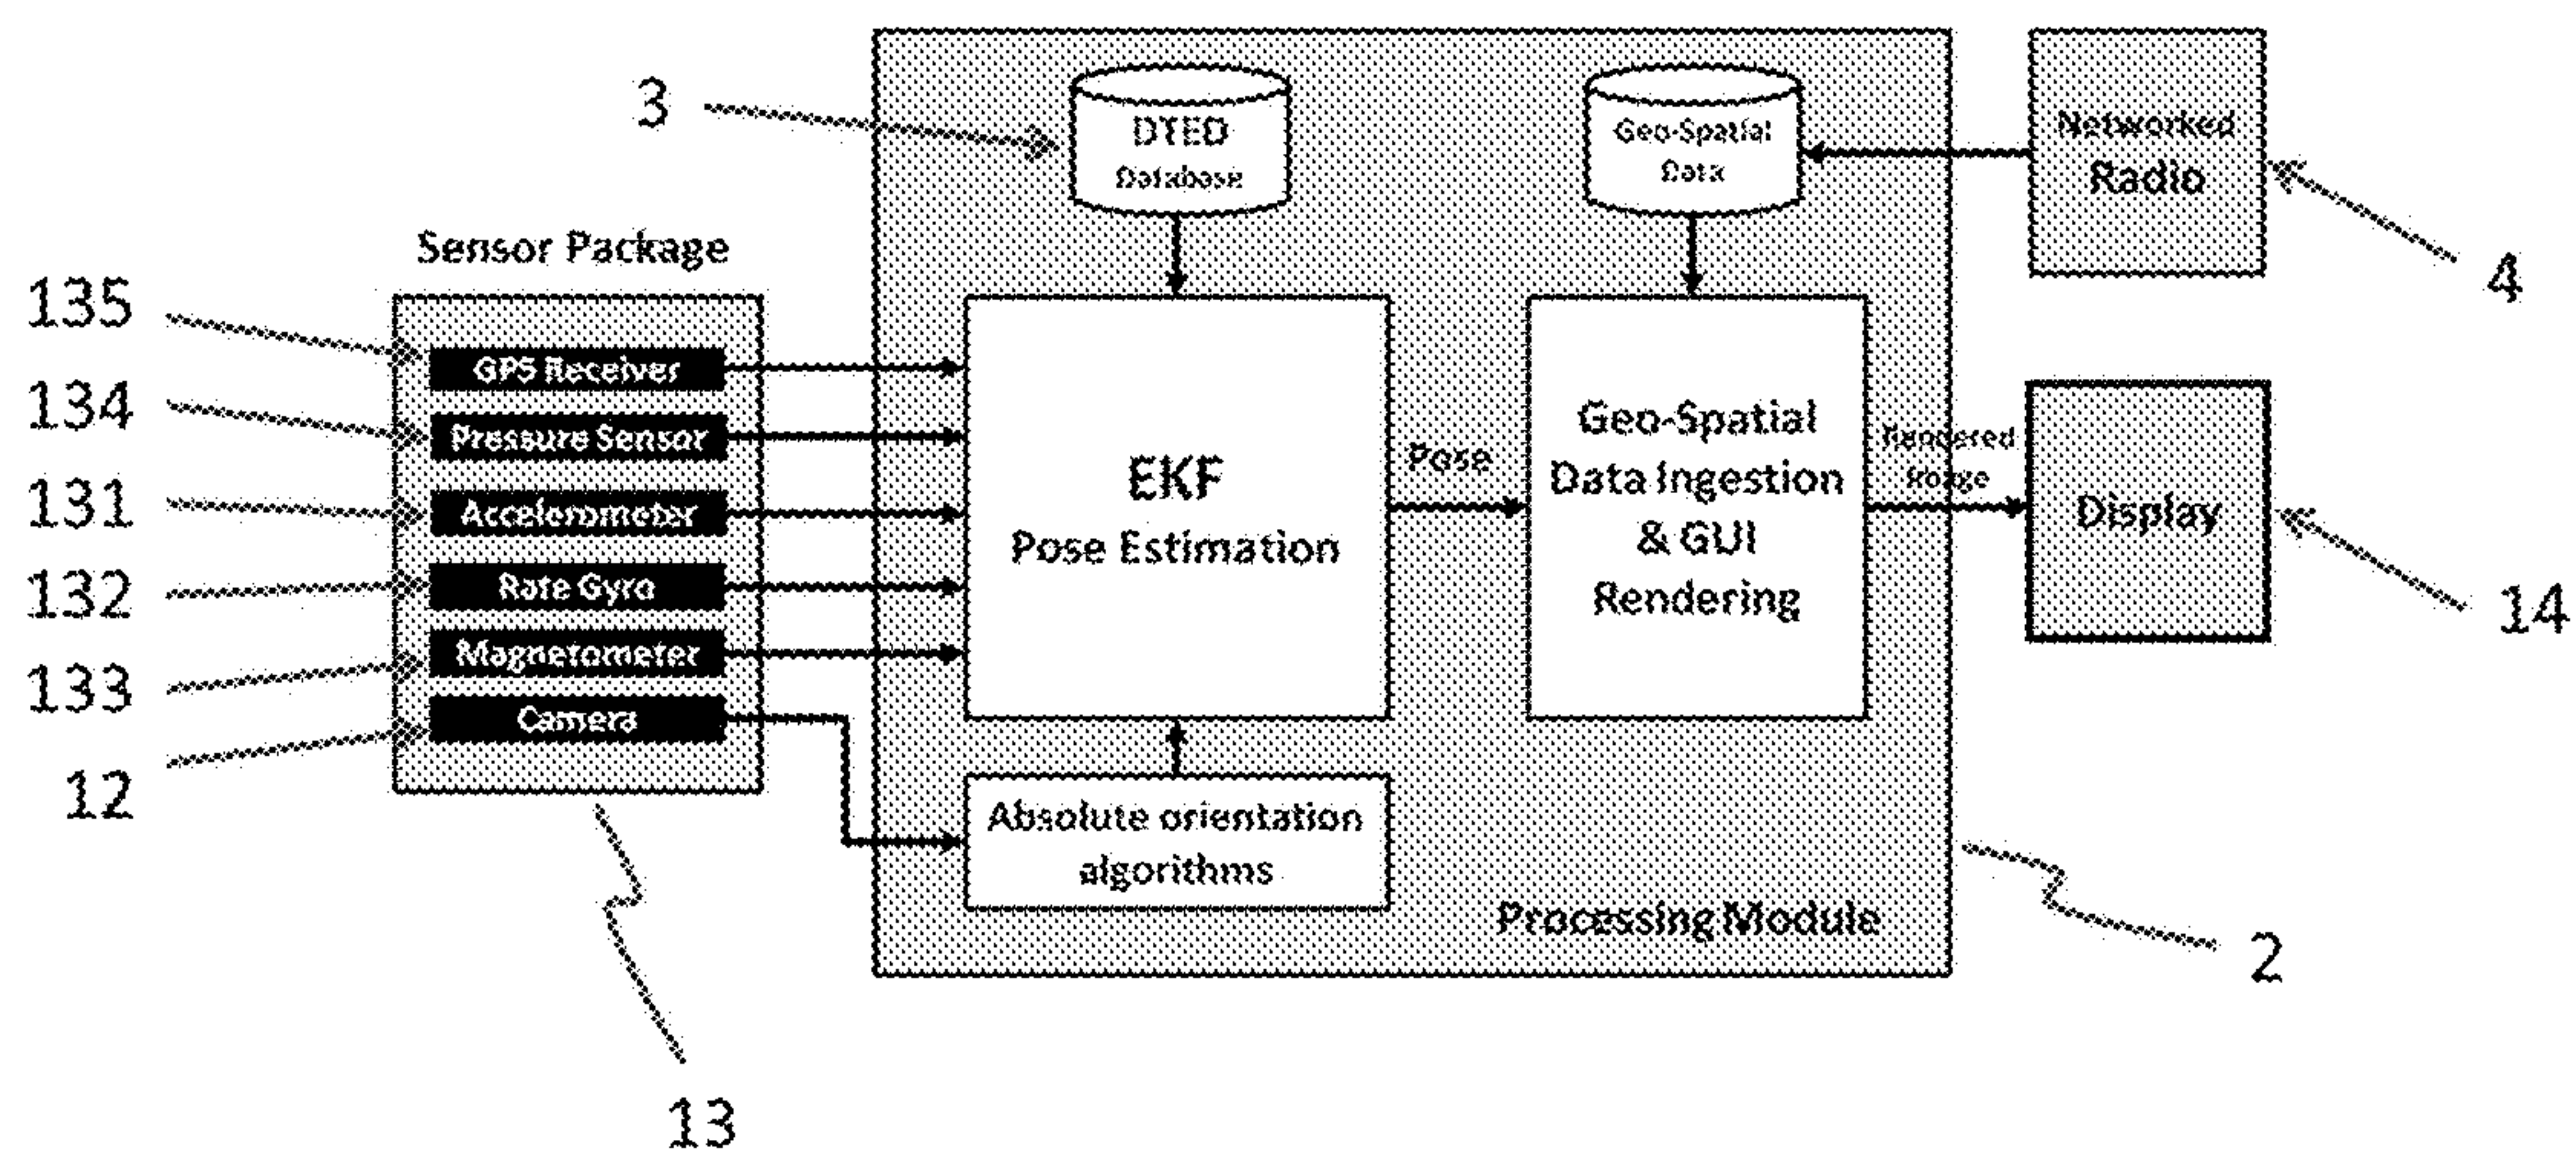 3
DTED
Database
Geo-Spatial
Data
Networked
Radio
4
Sensor Package
135
GPS Receiver
134
Pressure Sensor
131
Accelerometer
132
Rate Gyro
133
Magnetometer
12
Camera
13
EKF
Pose Estimation
Pose
Geo-Spatial
Data Ingestion
& GUI
Rendering
Rendered
Image
Display
14
Absolute orientation
algorithms
Processing Module
2